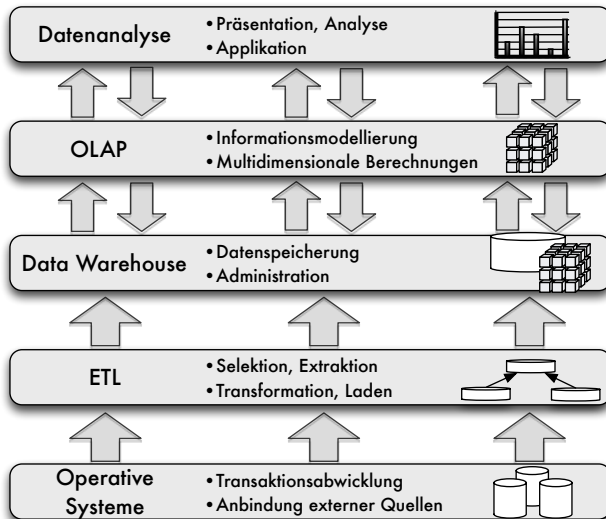 Datenanalyse
• Präsentation, Analyse
• Applikation
OLAP
• Informationsmodellierung
• Multidimensionale Berechnungen
Data Warehouse
• Datenspeicherung
• Administration
ETL
• Selektion, Extraktion
• Transformation, Laden
Operative
Systeme
• Transaktionsabwicklung
• Anbindung externer Quellen